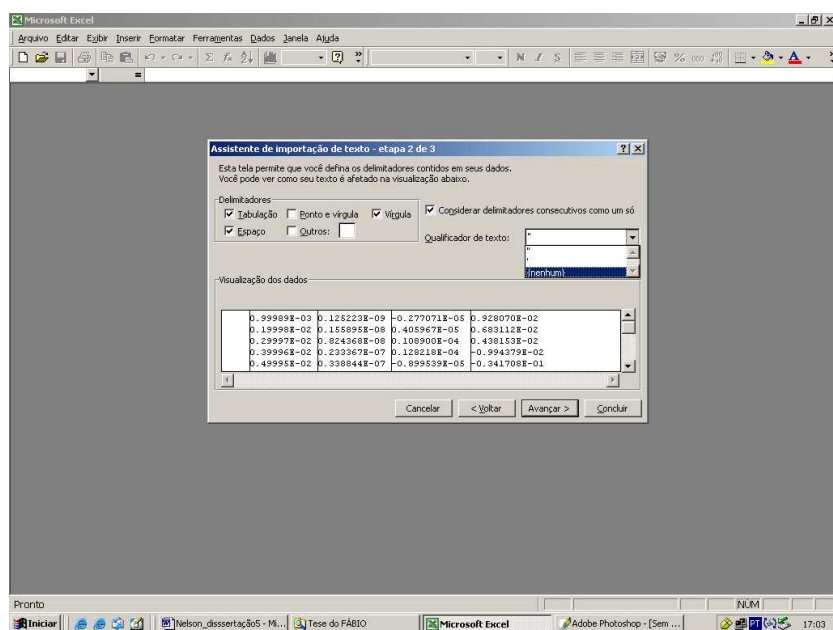 Microsoft Excel
Arquivo Editar Exibir Inserir Formatar Ferramentas Dados Janela Ajuda
N I S % 000
=
Assistente de importação de texto - etapa 2 de 3
Esta tela permite que você defina os delimitadores contidos em seus dados.
Você pode ver como seu texto é afetado na visualização abaixo.
Delimitadores
Tabulação Ponto e vírgula Vírgula
Considerar delimitadores consecutivos como um só
Espaço Outros:
Qualificador de texto: "
"
'
{nenhum}
Visualização dos dados
0.99989E-03 0.125223E-09 -0.277071E-05 0.928070E-02
0.19998E-02 0.155895E-08 0.405967E-05 0.683112E-02
0.29997E-02 0.824368E-08 0.108900E-04 0.438153E-02
0.39996E-02 0.233367E-07 0.128218E-04 -0.994379E-02
0.49995E-02 0.338844E-07 -0.899539E-05 -0.341708E-01
Cancelar < Voltar Avançar > Concluir
Pronto
NÚM
Iniciar Nelson_disssertação5 - Mi... Tese do FÁBIO Microsoft Excel Adobe Photoshop - [Sem ... PT 17:03